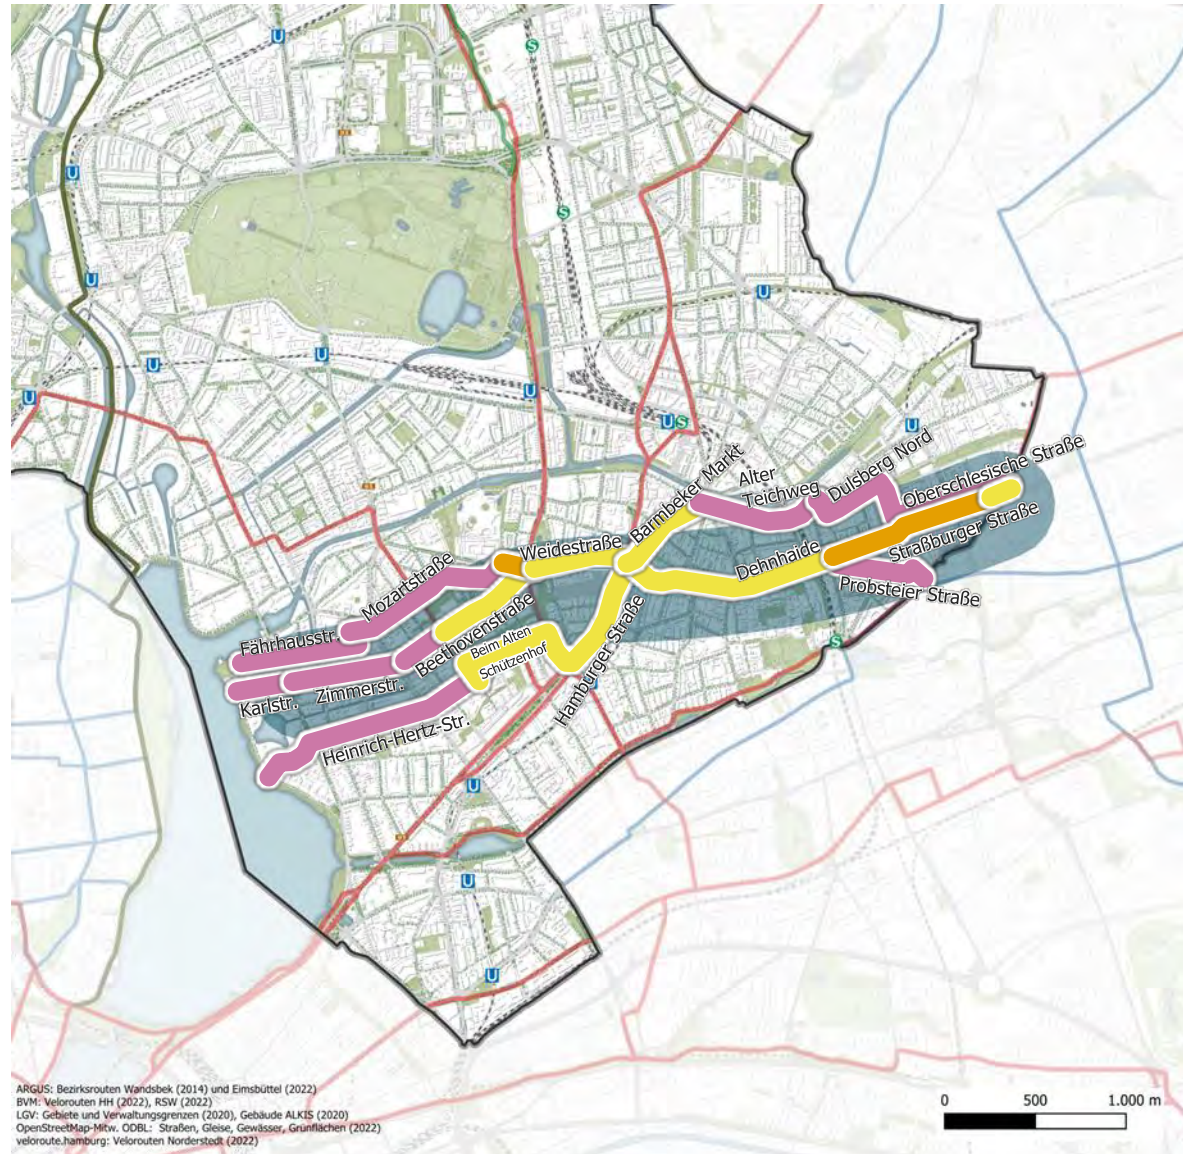 U
S
U
S
U
U
U
U
U
U
U S
U
Barmbeker Markt
Alter
Teichweg
Dulsberg Nord
Oberschlesische Straße
Weidestraße
Dehnhaide
Straßburger Straße
Probsteier Straße
Mozartstraße
Fährhausstr.
Beethovenstraße
Beim Alten
Schützenhof
Hamburger Straße
S
Karlstr.
Zimmerstr.
Heinrich-Hertz-Str.
U
U
U
ARGUS: Bezirksrouten Wandsbek (2014) und Eimsbüttel (2022)
BVM: Velorouten HH (2022), RSW (2022)
LGV: Gebiete und Verwaltungsgrenzen (2020), Gebäude ALKIS (2020)
OpenStreetMap-Mitw. ODBL: Straßen, Gleise, Gewässer, Grünflächen (2022)
veloroute.hamburg: Velorouten Norderstedt (2022)
0 500 1.000 m